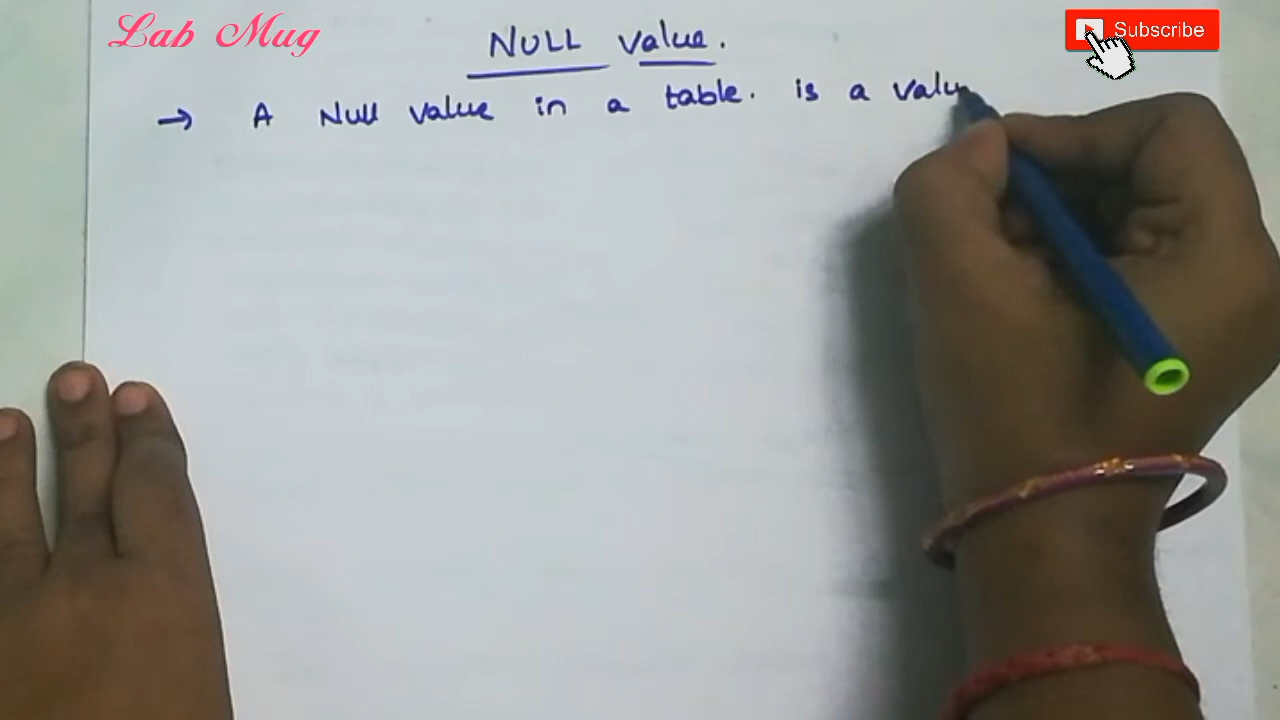 Lab Mug
Subscribe
NULL value.
→ A Null value in a table. is a valu